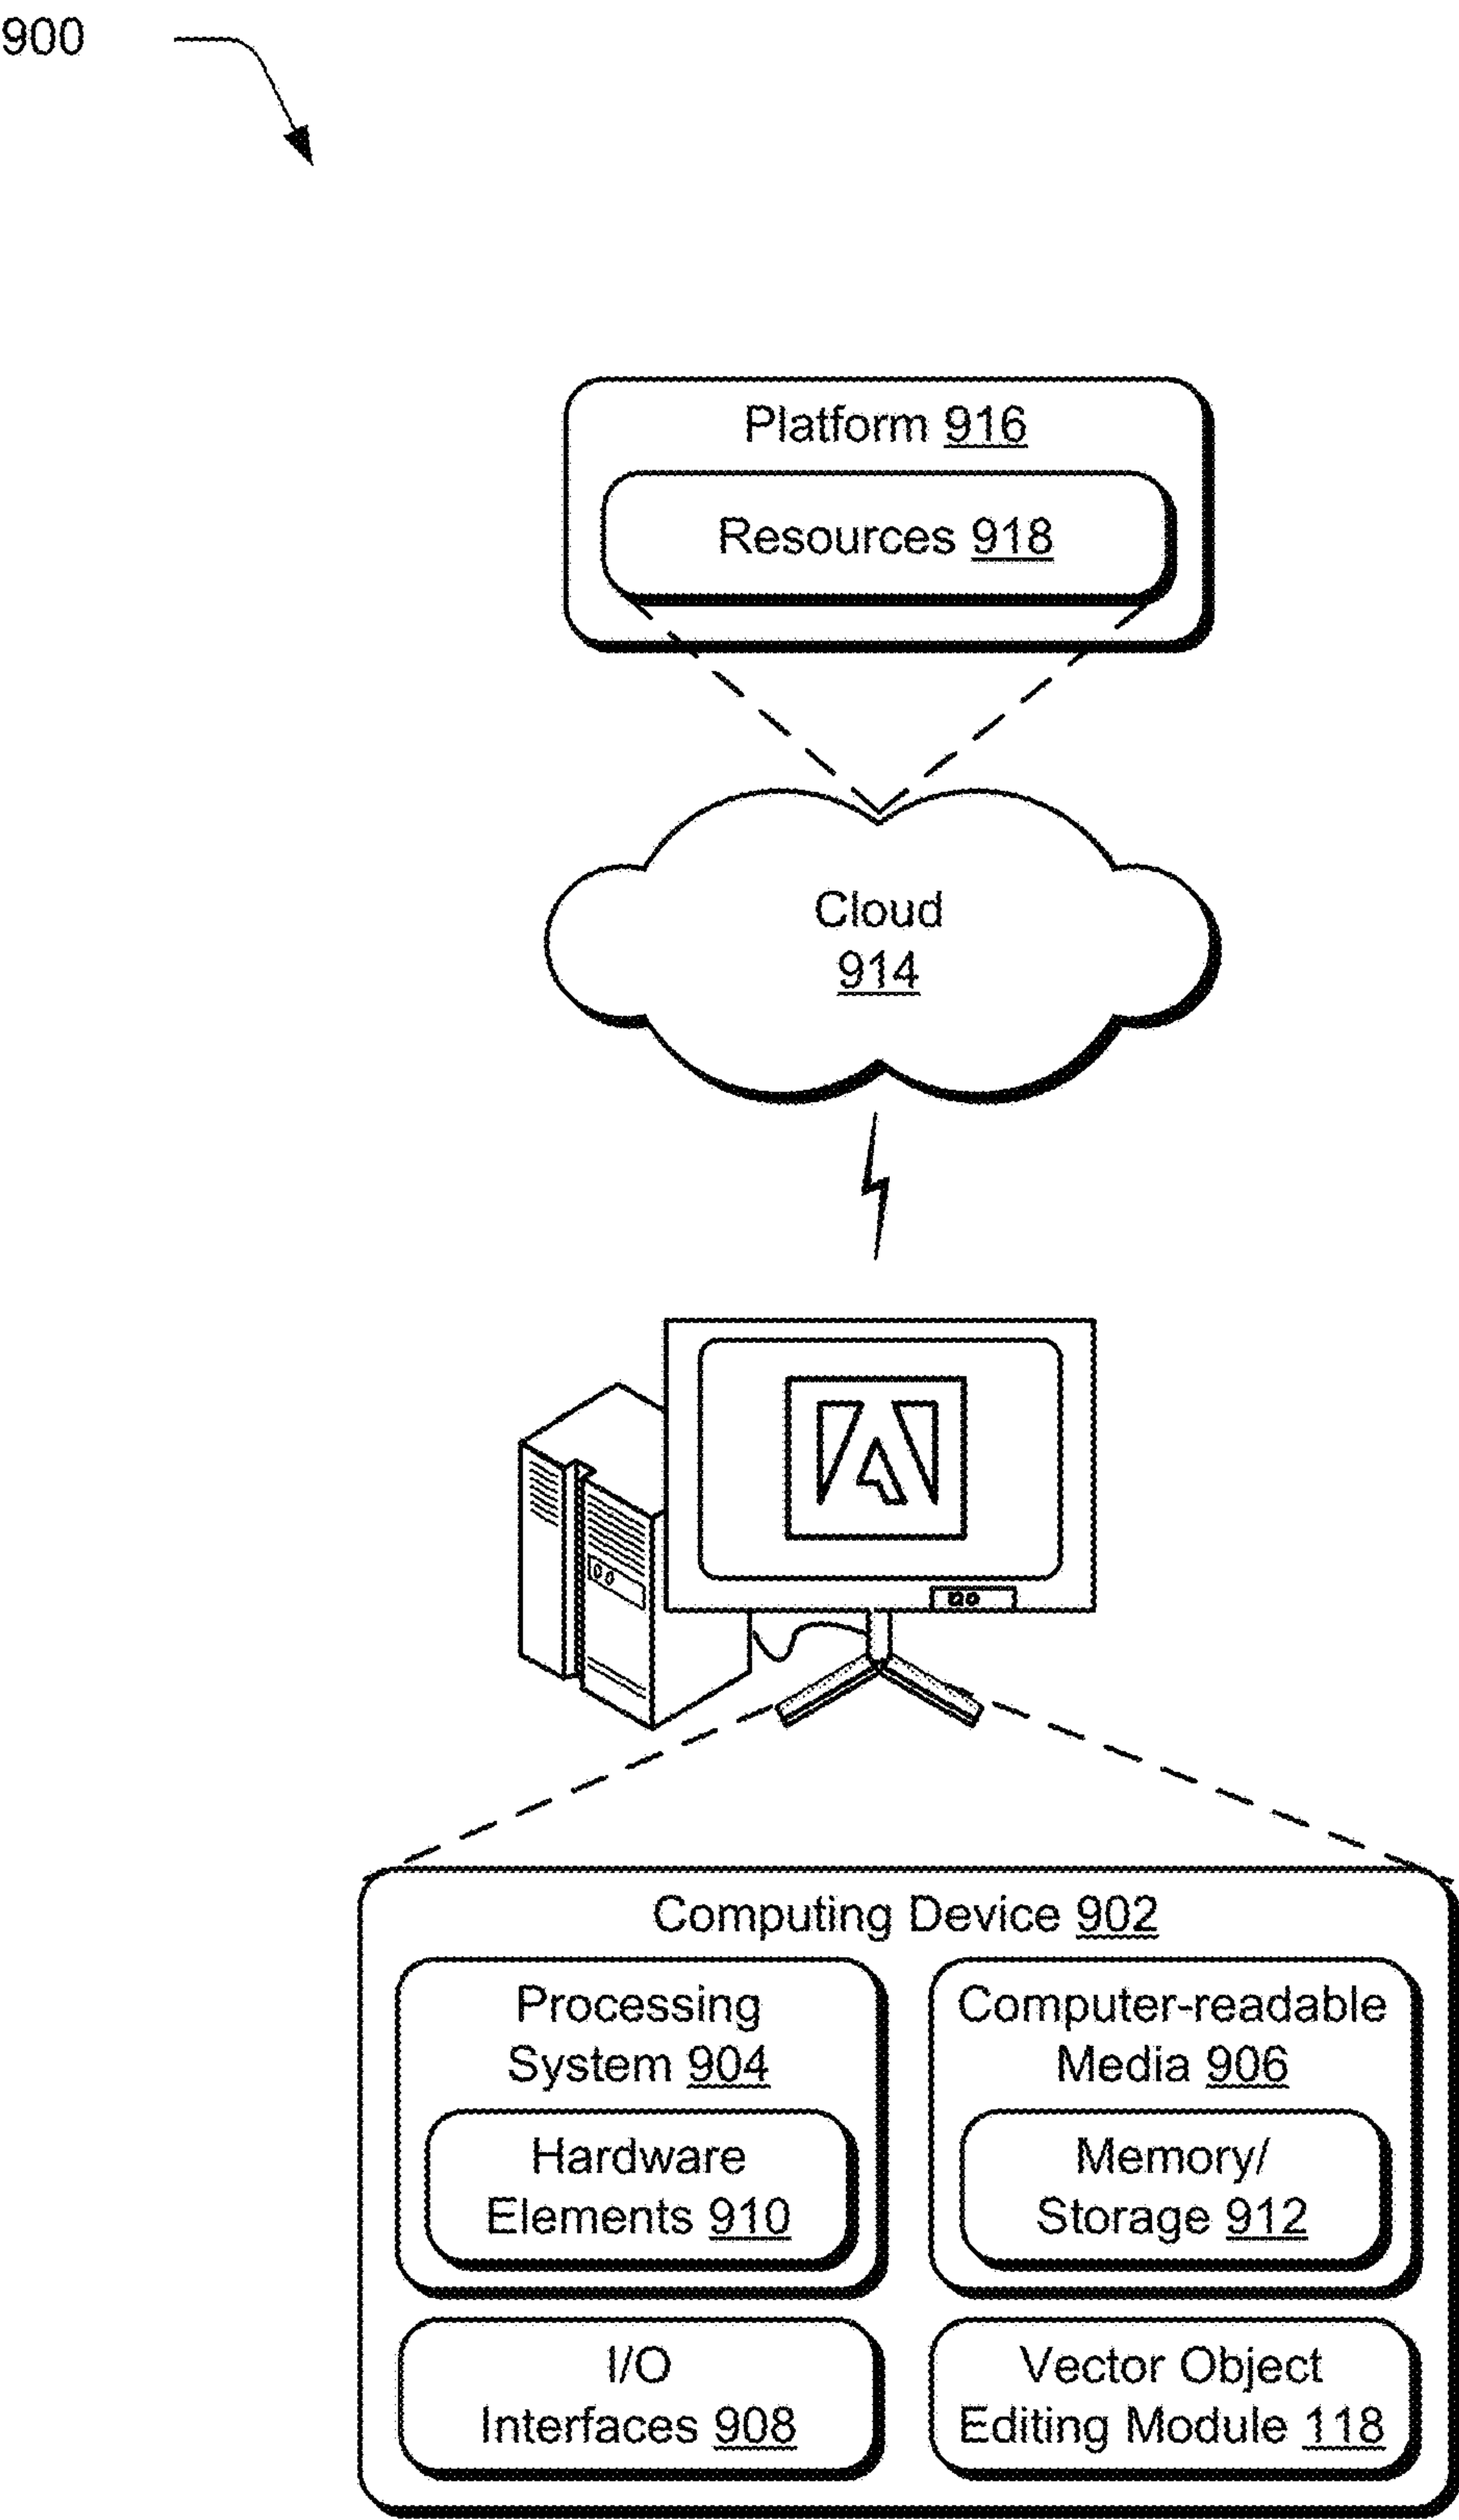 900
Platform 916
Resources 918
Cloud
914
Computing Device 902
Processing
System 904
Hardware
Elements 910
Computer-readable
Media 906
Memory/
Storage 912
I/O
Interfaces 908
Vector Object
Editing Module 118